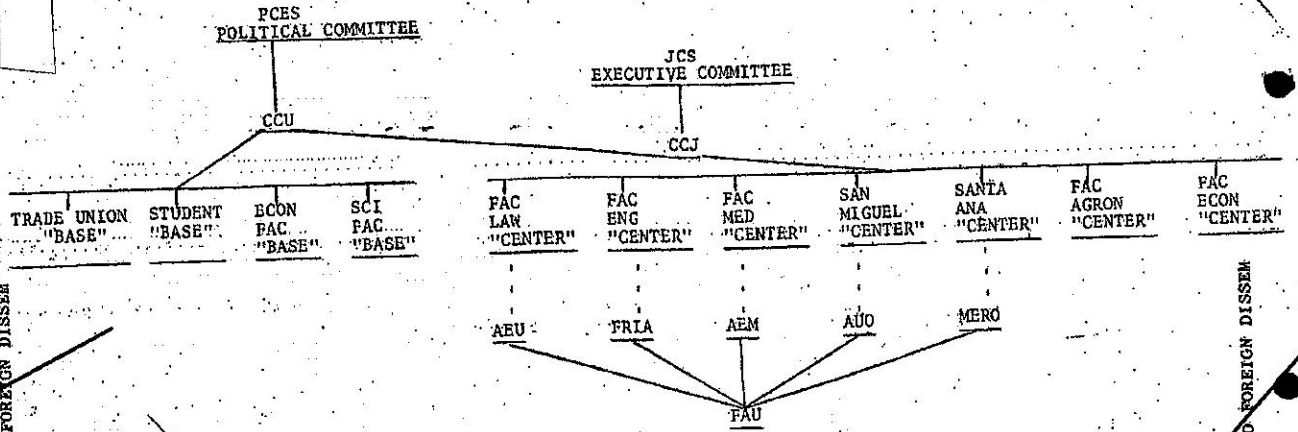 PCES
POLITICAL COMMITTEE
JCS
EXECUTIVE COMMITTEE
CCU
CCJ
TRADE UNION
"BASE"
STUDENT
"BASE"
ECON
FAC
"BASE"
SCI
FAC
"BASE"
FAC
LAW
"CENTER"
FAC
ENG
"CENTER"
FAC
MED
"CENTER"
SAN
MIGUEL
"CENTER"
SANTA
ANA
"CENTER"
FAC
AGRON
"CENTER"
FAC
ECON
"CENTER"
AEU
FRIA
AEM
AUO
MERO
FAU
FOREIGN DISSEM
O FOREIGN DISSEM